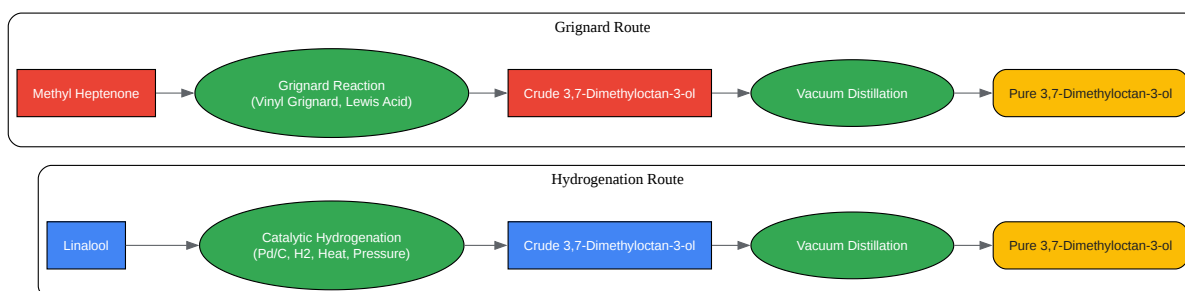 Grignard Route
Methyl Heptenone
Grignard Reaction
(Vinyl Grignard, Lewis Acid)
Crude 3,7-Dimethyloctan-3-ol
Vacuum Distillation
Pure 3,7-Dimethyloctan-3-ol
Hydrogenation Route
Linalool
Catalytic Hydrogenation
(Pd/C, H2, Heat, Pressure)
Crude 3,7-Dimethyloctan-3-ol
Vacuum Distillation
Pure 3,7-Dimethyloctan-3-ol